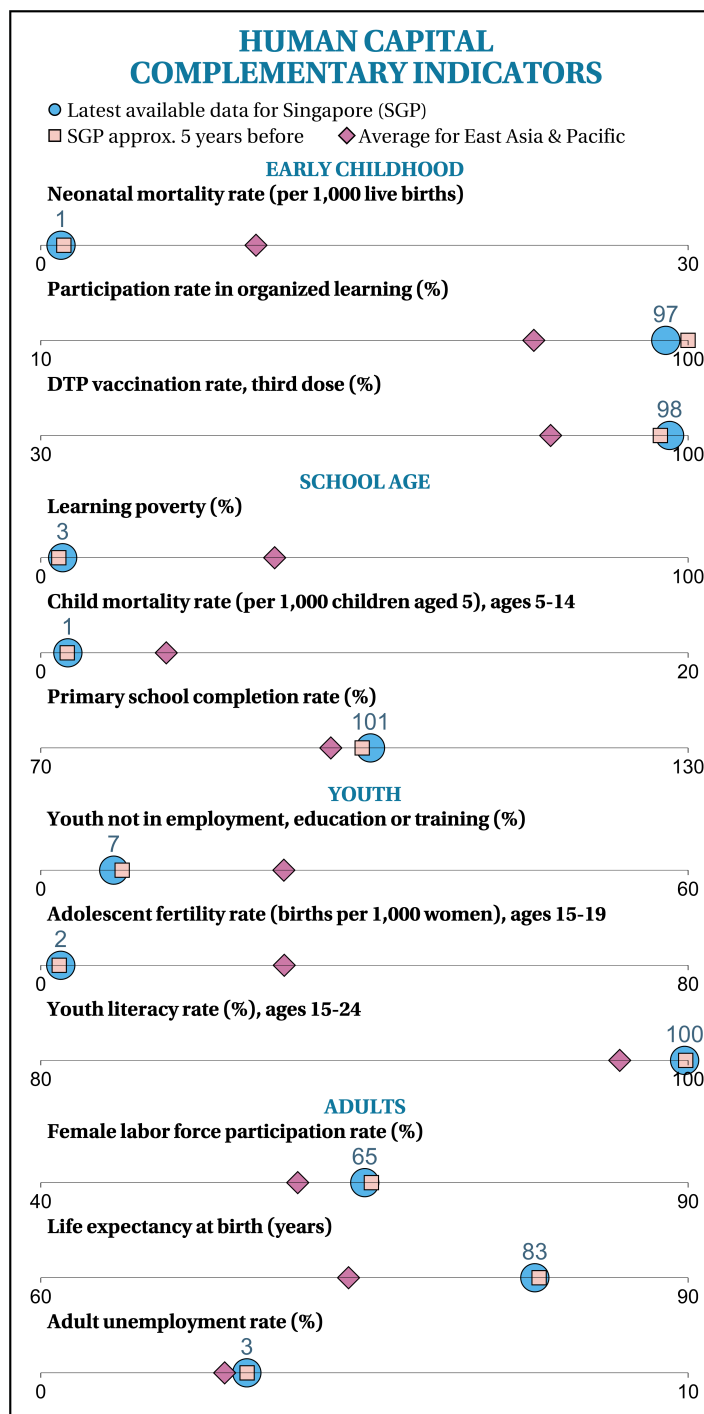 HUMAN CAPITAL
COMPLEMENTARY INDICATORS
Latest available data for Singapore (SGP)
SGP approx. 5 years before Average for East Asia & Pacific
EARLY CHILDHOOD
Neonatal mortality rate (per 1,000 live births)
1
0 30
Participation rate in organized learning (%)
97
10 100
DTP vaccination rate, third dose (%)
98
30 100
SCHOOL AGE
Learning poverty (%)
3
0 100
Child mortality rate (per 1,000 children aged 5), ages 5-14
1
0 20
Primary school completion rate (%)
101
70 130
YOUTH
Youth not in employment, education or training (%)
7
0 60
Adolescent fertility rate (births per 1,000 women), ages 15-19
2
0 80
Youth literacy rate (%), ages 15-24
100
80 100
ADULTS
Female labor force participation rate (%)
65
40 90
Life expectancy at birth (years)
83
60 90
Adult unemployment rate (%)
3
0 10